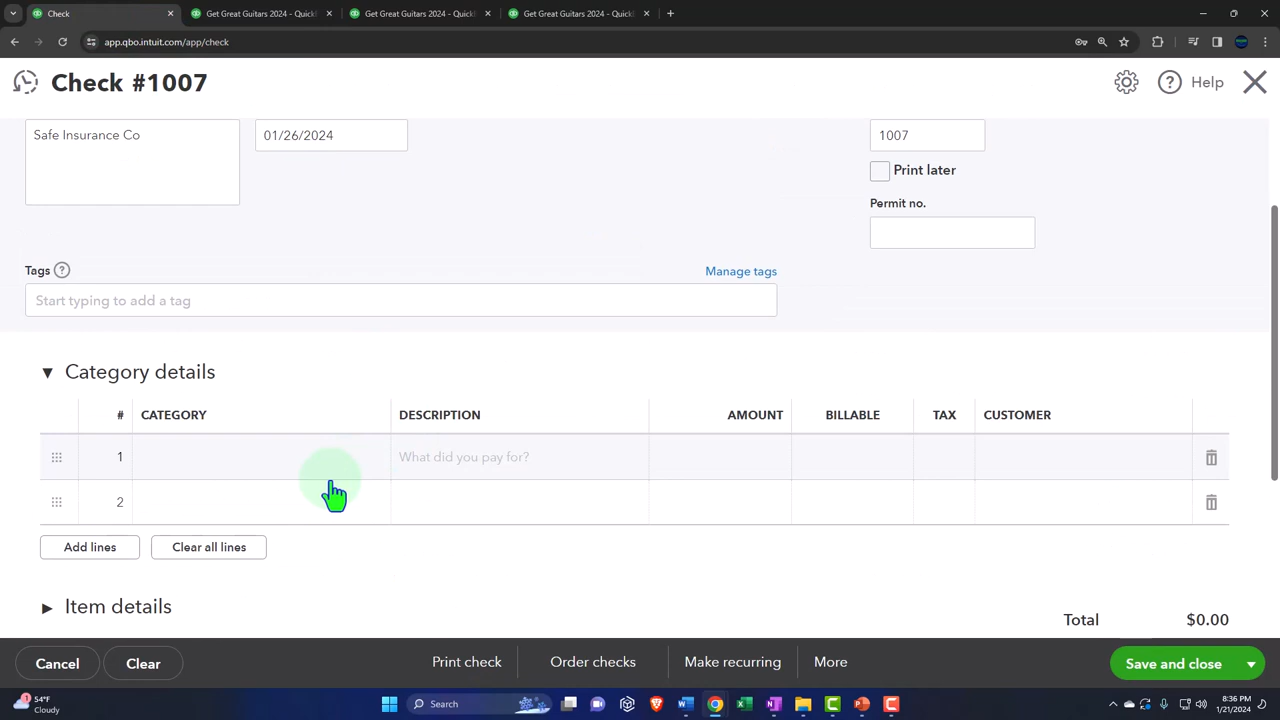 Check
Get Great Guitars 2024 - Quick
Get Great Guitars 2024 - Quick
Get Great Guitars 2024 - Quick
app.qbo.intuit.com/app/check
Check #1007
Help
Safe Insurance Co
01/26/2024
1007
Print later
Permit no.
Tags
Manage tags
Start typing to add a tag
Category details
# CATEGORY DESCRIPTION AMOUNT BILLABLE TAX CUSTOMER
1 What did you pay for?
2
Add lines Clear all lines
Item details
Total $0.00
Cancel Clear Print check Order checks Make recurring More Save and close
1 54°F
Cloudy
Search
8:36 PM
1/21/2024